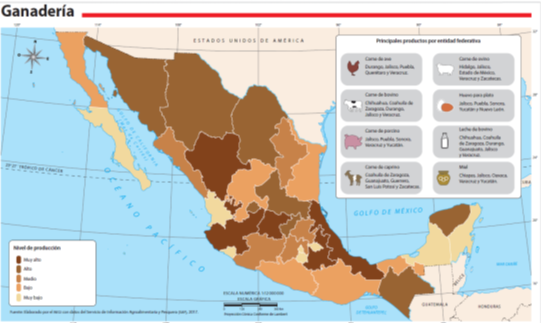 Ganadería
ESTADOS UNIDOS DE AMÉRICA
Principales productos por entidad federativa
Carne de ave
Durango, Jalisco, Puebla,
Querétaro y Veracruz.
Carne de ovino
Hidalgo, Jalisco,
Estado de México,
Veracruz y Zacatecas.
Carne de bovino
Chihuahua, Coahuila de
Zaragoza, Durango,
Jalisco y Veracruz.
Huevo para plato
Jalisco, Puebla, Sonora,
Yucatán y Nuevo León.
Carne de porcino
Jalisco, Puebla, Sonora,
Veracruz y Yucatán.
Leche de bovino
Chihuahua, Coahuila
de Zaragoza, Durango,
Guanajuato, Jalisco
y Veracruz.
Carne de caprino
Coahuila de Zaragoza,
Guanajuato, Guerrero,
San Luis Potosí y Zacatecas.
Miel
Chiapas, Jalisco, Oaxaca,
Veracruz y Yucatán.
TRÓPICO DE CÁNCER
OCÉANO PACÍFICO
GOLFO DE MÉXICO
Nivel de producción
Muy alto
Alto
Medio
Bajo
Muy bajo
ESCALA GRÁFICA
GUATEMALA
HONDURAS